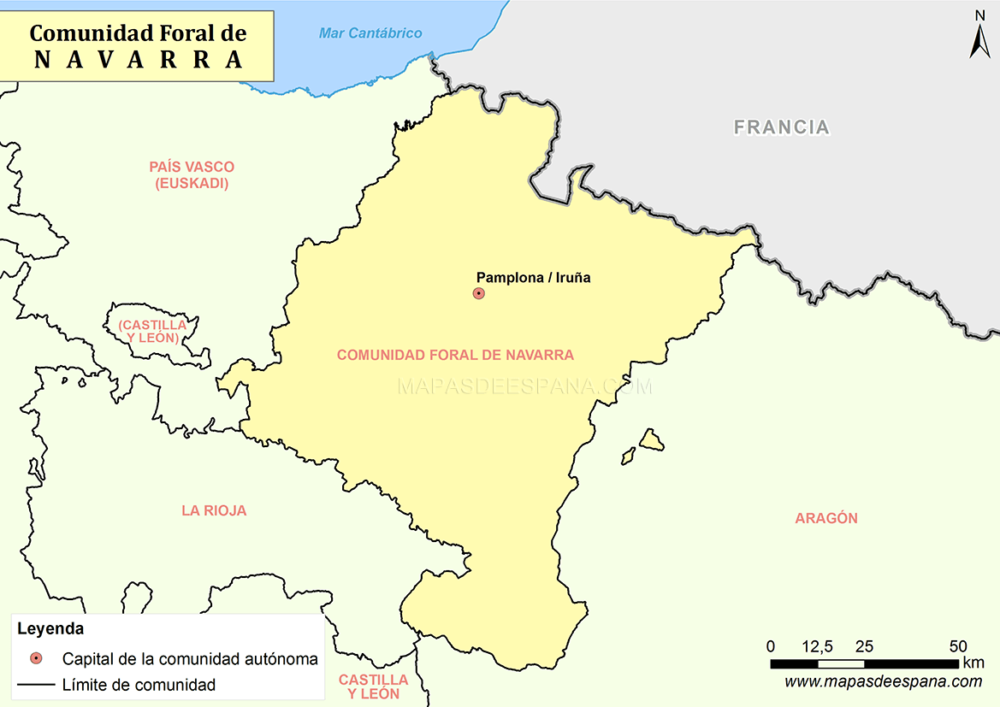 Comunidad Foral de
NAVARRA
Mar Cantábrico
N
FRANCIA
PAÍS VASCO
(EUSKADI)
Pamplona / Iruña
(CASTILLA
Y LEÓN)
COMUNIDAD FORAL DE NAVARRA
MAPASDEESPANA.COM
LA RIOJA
ARAGÓN
Leyenda
Capital de la comunidad autónoma
Límite de comunidad
CASTILLA
Y LEÓN
0 12,5 25 50
km
www.mapasdeespana.com